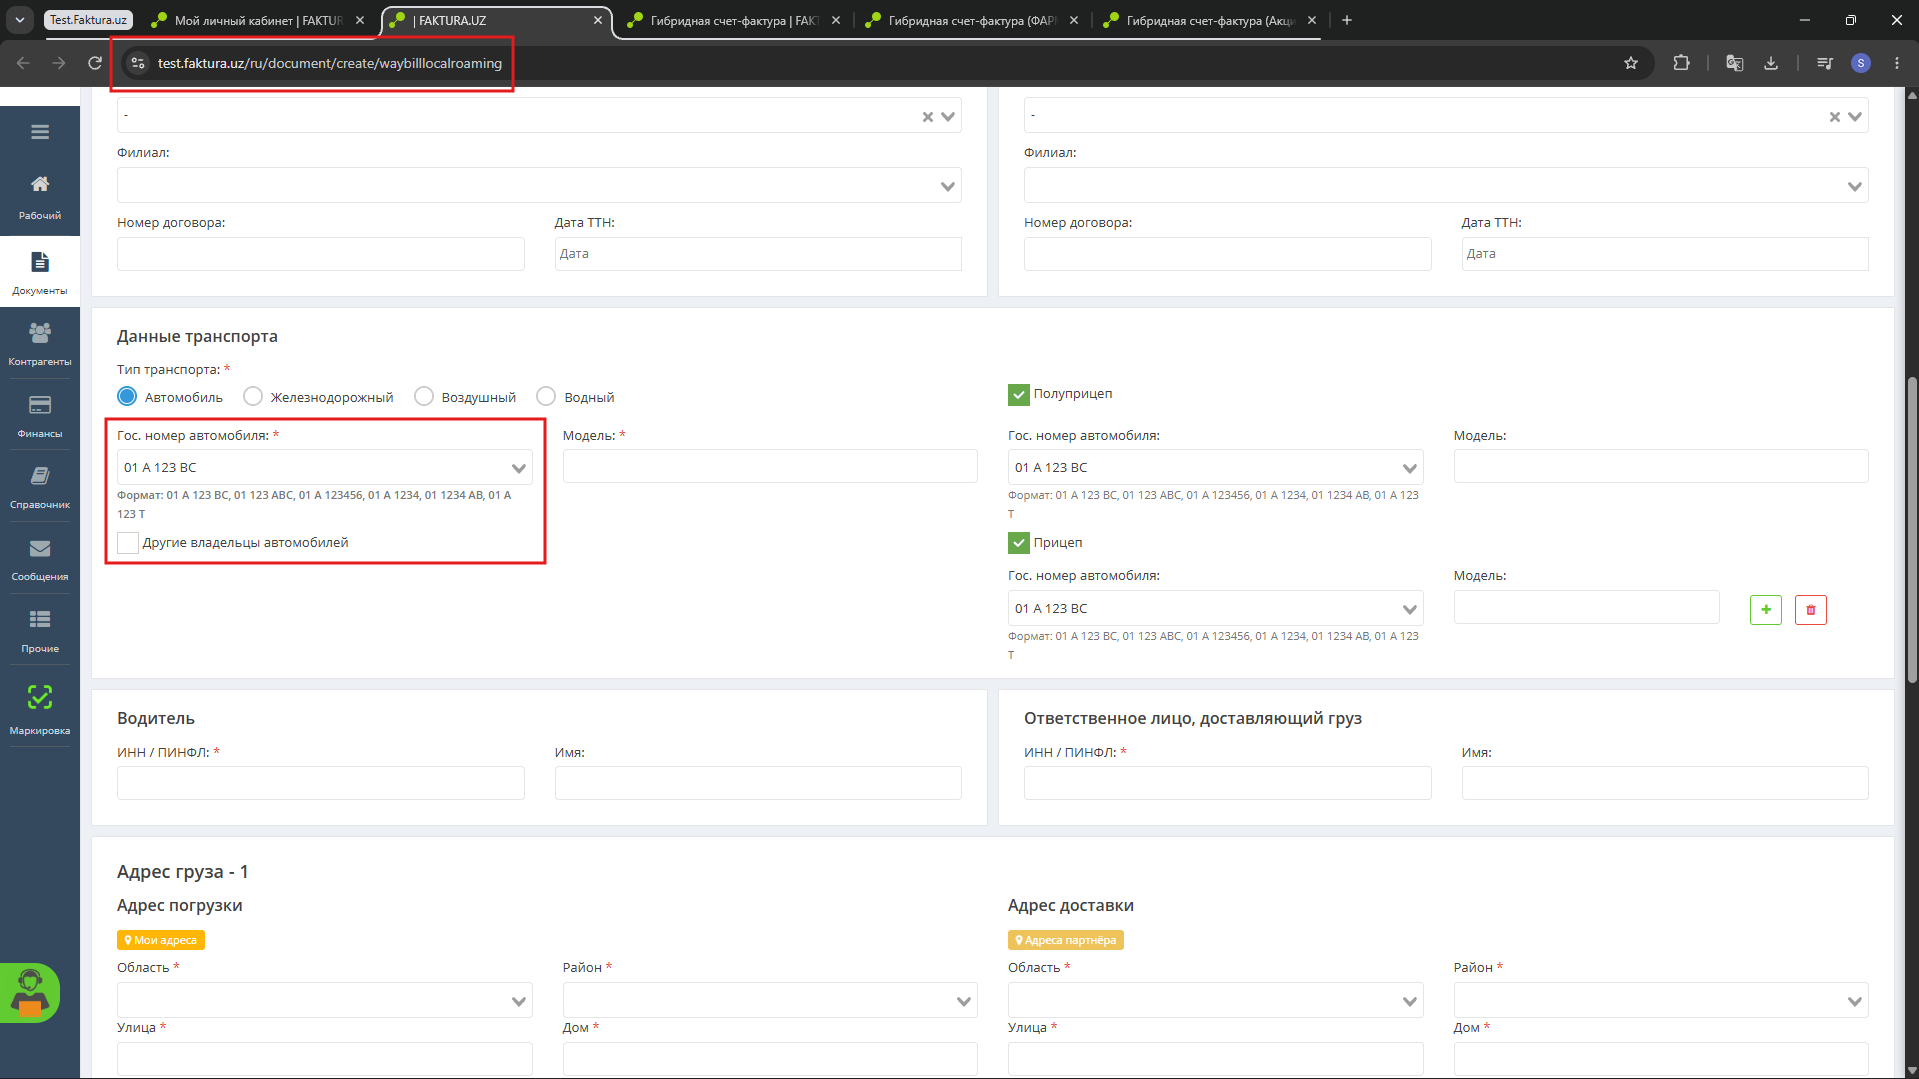 Test.Faktura.uz
Мой личный кабинет | FAKTUR
| FAKTURA.UZ
Гибридная счет-фактура | FAKT
Гибридная счет-фактура (ФАР
Гибридная счет-фактура (Акци
test.faktura.uz/ru/document/create/waybilllocalroaming
S
Рабочий
Документы
Контрагенты
Финансы
Справочник
Сообщения
Прочие
Маркировка
-
-
Филиал:
Филиал:
Номер договора:
Дата ТТН:
Номер договора:
Дата ТТН:
Дата
Дата
Данные транспорта
Тип транспорта: *
Автомобиль
Железнодорожный
Воздушный
Водный
Полуприцеп
Гос. номер автомобиля: *
Модель: *
Гос. номер автомобиля:
Модель:
01 A 123 BC
01 A 123 BC
Формат: 01 A 123 BC, 01 123 ABC, 01 A 123456, 01 A 1234, 01 1234 AB, 01 A
123 T
Формат: 01 A 123 BC, 01 123 ABC, 01 A 123456, 01 A 1234, 01 1234 AB, 01 A 123
T
Другие владельцы автомобилей
Прицеп
Гос. номер автомобиля:
Модель:
01 A 123 BC
Формат: 01 A 123 BC, 01 123 ABC, 01 A 123456, 01 A 1234, 01 1234 AB, 01 A 123
T
Водитель
Ответственное лицо, доставляющий груз
ИНН / ПИНФЛ: *
Имя:
ИНН / ПИНФЛ: *
Имя:
Адрес груза - 1
Адрес погрузки
Адрес доставки
Мои адреса
Адреса партнёра
Область *
Район *
Область *
Район *
Улица *
Дом *
Улица *
Дом *